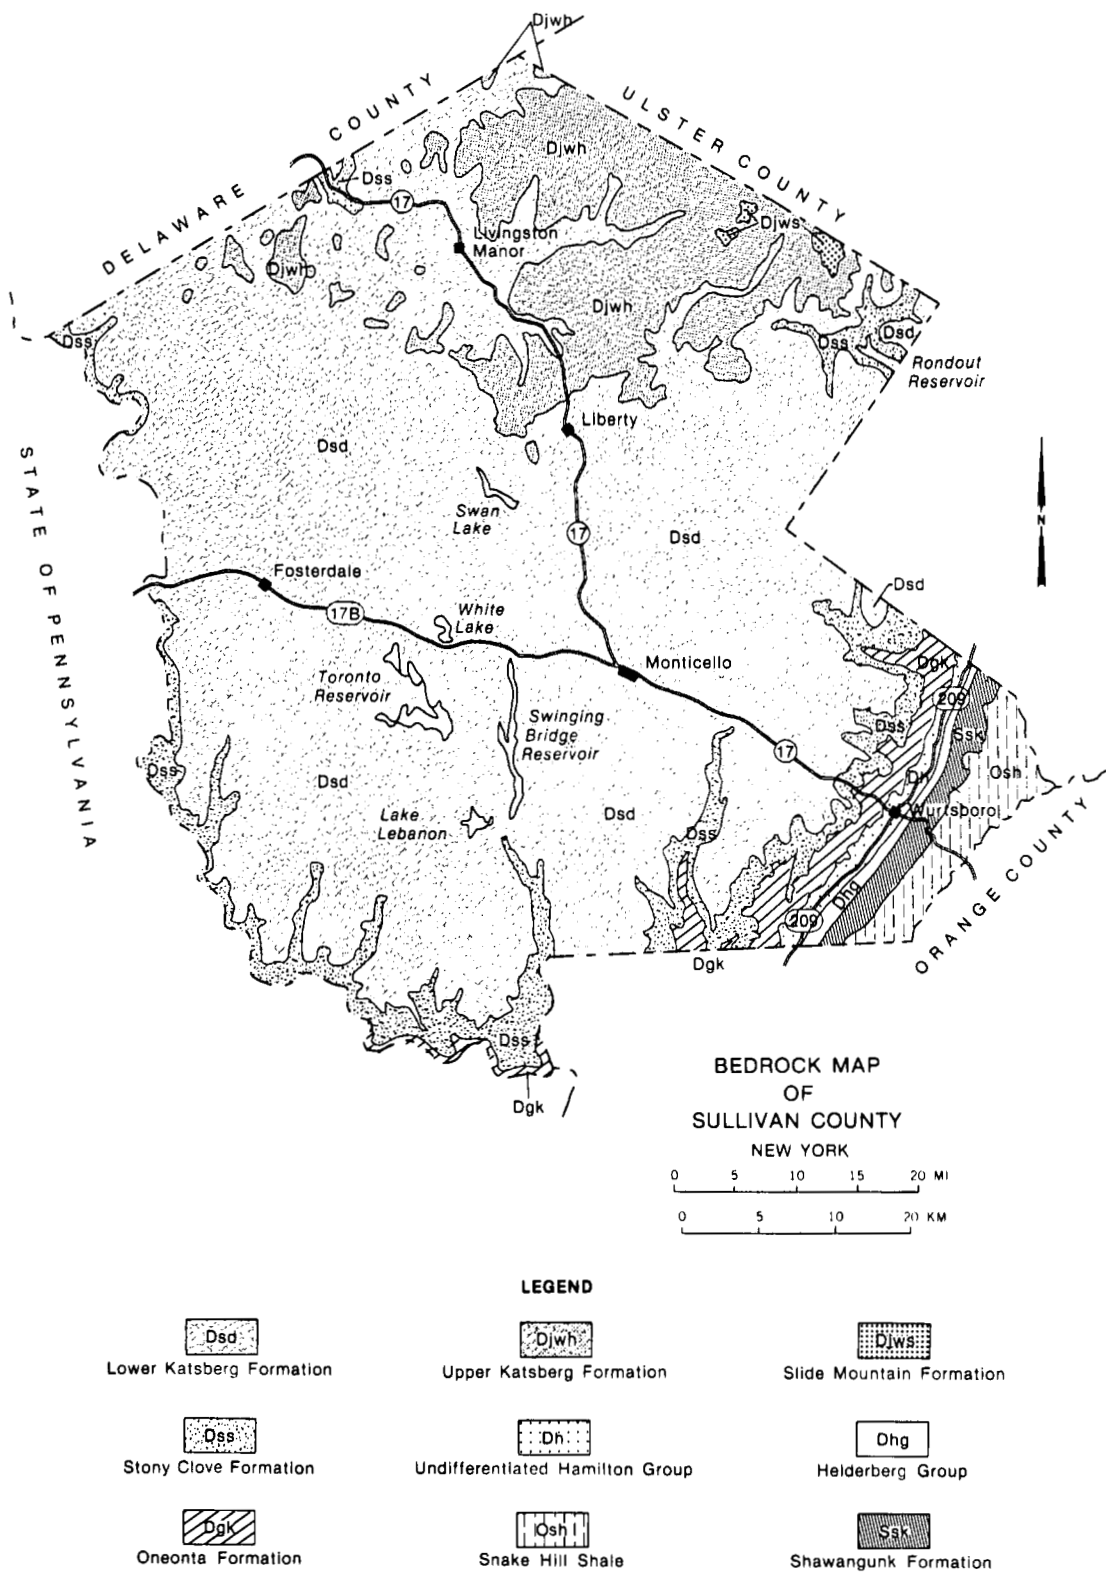 Djwh
DELAWARE COUNTY
ULSTER COUNTY
Djwh
Dss
17
Livingston
Manor
Djws
Djwh
Djwh
Dss
Dss
Dsd
Rondout
Reservoir
Liberty
Dsd
STATE OF PENNSYLVANIA
Swan
Lake
17
Dsd
N
Fosterdale
17B
White
Lake
Dsd
Monticello
Dgk
Toronto
Reservoir
209
Swinging
Bridge
Reservoir
Dss
Ssk
17
Dss
Dsd
Dh
Osh
Lake
Lebanon
Dsd
Wurtsboro
Dss
Dhg
209
ORANGE COUNTY
Dgk
Dss
Dgk
BEDROCK MAP
OF
SULLIVAN COUNTY
NEW YORK
0 5 10 15 20 MI
0 5 10 20 KM
LEGEND
Dsd
Lower Katsberg Formation
Djwh
Upper Katsberg Formation
Djws
Slide Mountain Formation
Dss
Stony Clove Formation
Dh
Undifferentiated Hamilton Group
Dhg
Helderberg Group
Dgk
Oneonta Formation
Osh
Snake Hill Shale
Ssk
Shawangunk Formation